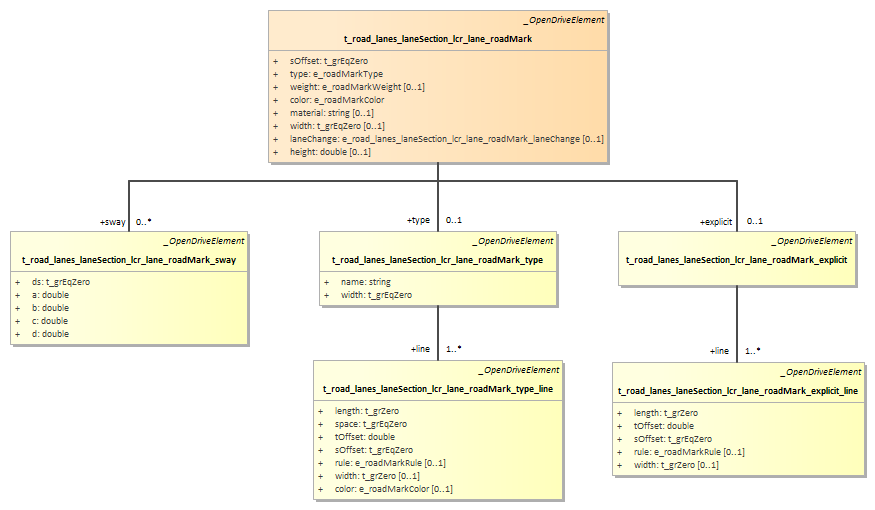 _OpenDriveElement
t_road_lanes_laneSection_lcr_lane_roadMark
+ sOffset: t_grEqZero
+ type: e_roadMarkType
+ weight: e_roadMarkWeight [0..1]
+ color: e_roadMarkColor
+ material: string [0..1]
+ width: t_grEqZero [0..1]
+ laneChange: e_road_lanes_laneSection_lcr_lane_roadMark_laneChange [0..1]
+ height: double [0..1]
+sway 0..*
+type 0..1
+explicit 0..1
_OpenDriveElement
t_road_lanes_laneSection_lcr_lane_roadMark_sway
+ ds: t_grEqZero
+ a: double
+ b: double
+ c: double
+ d: double
_OpenDriveElement
t_road_lanes_laneSection_lcr_lane_roadMark_type
+ name: string
+ width: t_grEqZero
_OpenDriveElement
t_road_lanes_laneSection_lcr_lane_roadMark_explicit
+line 1..*
+line 1..*
_OpenDriveElement
t_road_lanes_laneSection_lcr_lane_roadMark_type_line
+ length: t_grZero
+ space: t_grEqZero
+ tOffset: double
+ sOffset: t_grEqZero
+ rule: e_roadMarkRule [0..1]
+ width: t_grZero [0..1]
+ color: e_roadMarkColor [0..1]
_OpenDriveElement
t_road_lanes_laneSection_lcr_lane_roadMark_explicit_line
+ length: t_grZero
+ tOffset: double
+ sOffset: t_grEqZero
+ rule: e_roadMarkRule [0..1]
+ width: t_grZero [0..1]